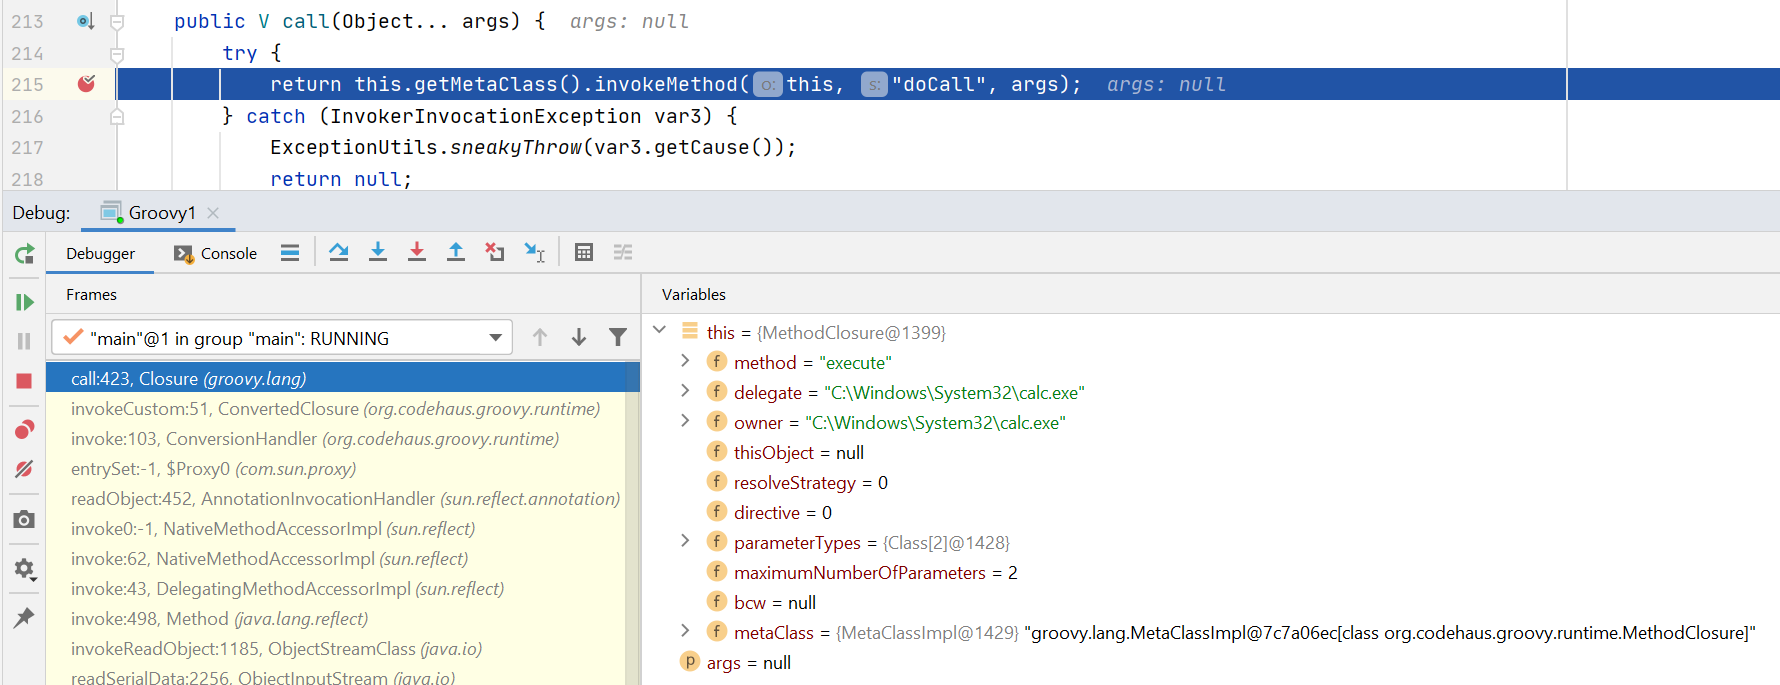 213 public V call(Object... args) { args: null
214 try {
215 return this.getMetaClass().invokeMethod( o: this, s: "doCall", args); args: null
216 } catch (InvokerInvocationException var3) {
217 ExceptionUtils.sneakyThrow(var3.getCause());
218 return null;
Debug: Groovy1
Debugger Console
Frames
"main"@1 in group "main": RUNNING
call:423, Closure (groovy.lang)
invokeCustom:51, ConvertedClosure (org.codehaus.groovy.runtime)
invoke:103, ConversionHandler (org.codehaus.groovy.runtime)
entrySet:-1, $Proxy0 (com.sun.proxy)
readObject:452, AnnotationInvocationHandler (sun.reflect.annotation)
invoke0:-1, NativeMethodAccessorImpl (sun.reflect)
invoke:62, NativeMethodAccessorImpl (sun.reflect)
invoke:43, DelegatingMethodAccessorImpl (sun.reflect)
invoke:498, Method (java.lang.reflect)
invokeReadObject:1185, ObjectStreamClass (java.io)
readSerialData:2256, ObjectInputStream (java.io)
Variables
this = {MethodClosure@1399}
f method = "execute"
f delegate = "C:\Windows\System32\calc.exe"
f owner = "C:\Windows\System32\calc.exe"
f thisObject = null
f resolveStrategy = 0
f directive = 0
f parameterTypes = {Class[2]@1428}
f maximumNumberOfParameters = 2
f bcw = null
f metaClass = {MetaClassImpl@1429} "groovy.lang.MetaClassImpl@7c7a06ec[class org.codehaus.groovy.runtime.MethodClosure]"
p args = null